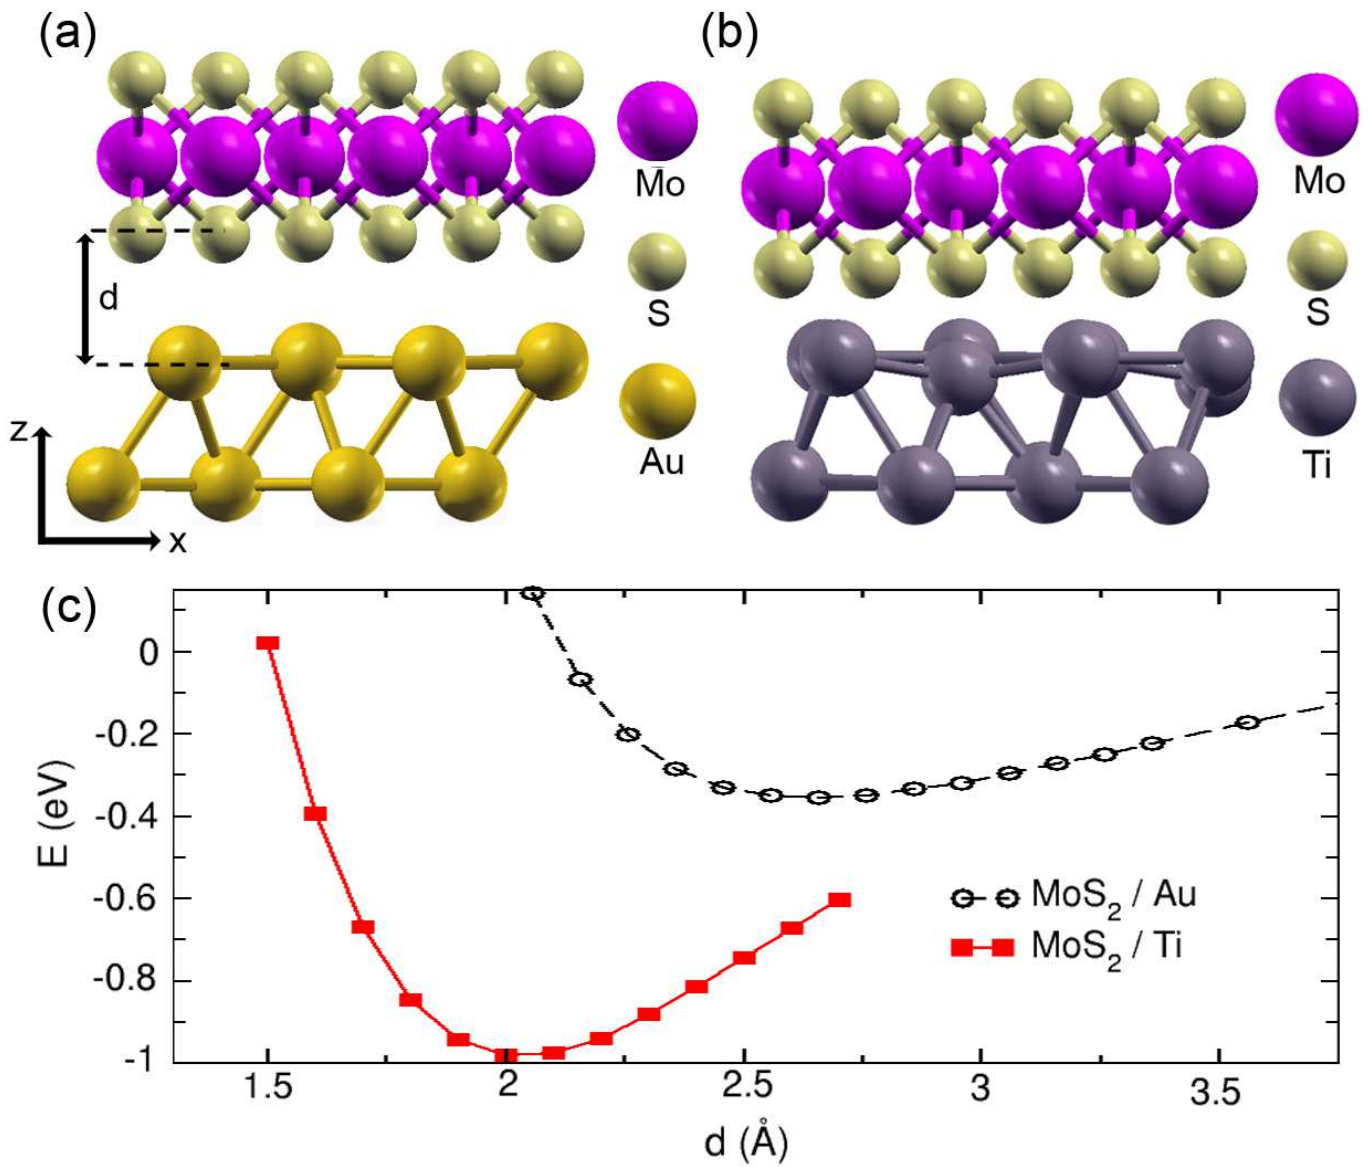 (a)
(b)
Mo
S
Au
d
z
x
Mo
S
Ti
(c)
0
-0.2
-0.4
-0.6
-0.8
-1
E (eV)
MoS2 / Au
MoS2 / Ti
1.5
2
2.5
3
3.5
d (Å)